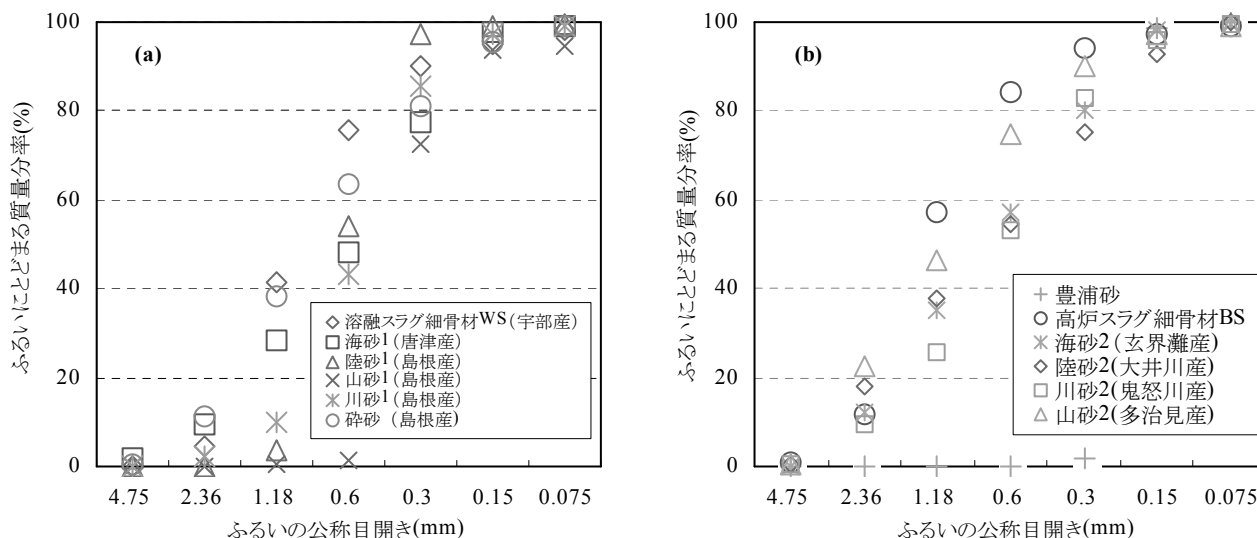 100
80
60
40
20
0
ふるいにとどまる質量分率(%)
(a)
溶融スラグ細骨材WS(宇部産)
海砂1(唐津産)
陸砂1(島根産)
山砂1(島根産)
川砂1(島根産)
砕砂 (島根産)
4.75 2.36 1.18 0.6 0.3 0.15 0.075
ふるいの公称目開き(mm)
100
80
60
40
20
0
ふるいにとどまる質量分率(%)
(b)
豊浦砂
高炉スラグ細骨材BS
海砂2(玄界灘産)
陸砂2(大井川産)
川砂2(鬼怒川産)
山砂2(多治見産)
4.75 2.36 1.18 0.6 0.3 0.15 0.075
ふるいの公称目開き(mm)